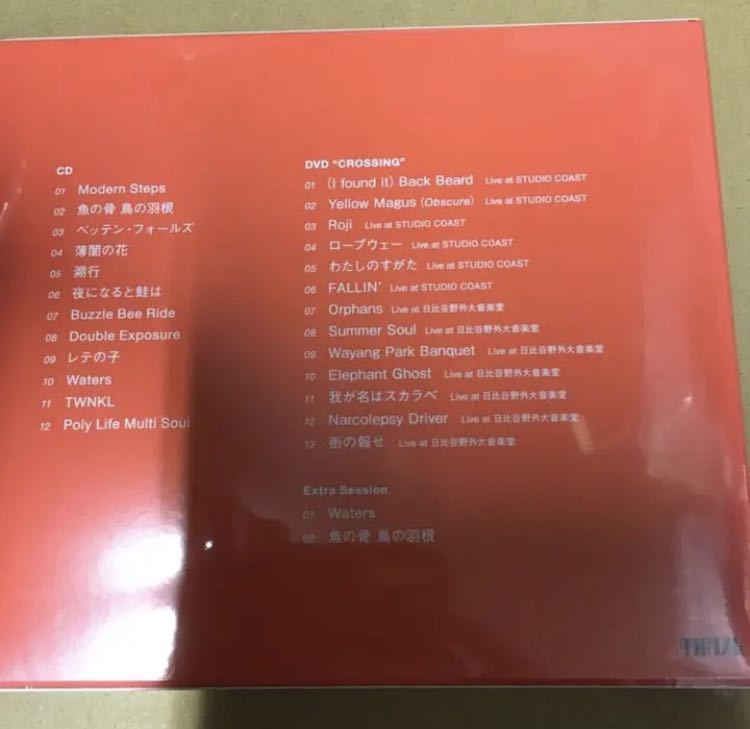 CD
01 Modern Steps
02 魚の骨 鳥の羽根
03 ベッテン・フォールズ
04 薄闇の花
05 遡行
06 夜になると鮭は
07 Buzzle Bee Ride
08 Double Exposure
09 レテの子
10 Waters
11 TWNKL
12 Poly Life Multi Soul
DVD “CROSSING”
01 (I found it) Back Beard Live at STUDIO COAST
02 Yellow Magus (Obscure) Live at STUDIO COAST
03 Roji Live at STUDIO COAST
04 ロープウェー Live at STUDIO COAST
05 わたしのすがた Live at STUDIO COAST
06 FALLIN’ Live at STUDIO COAST
07 Orphans Live at 日比谷野外大音楽堂
08 Summer Soul Live at 日比谷野外大音楽堂
09 Wayang Park Banquet Live at 日比谷野外大音楽堂
10 Elephant Ghost Live at 日比谷野外大音楽堂
11 我が名はスカラベ Live at 日比谷野外大音楽堂
12 Narcolepsy Driver Live at 日比谷野外大音楽堂
13 街の報せ Live at 日比谷野外大音楽堂
Extra Session
01 Waters
02 魚の骨 鳥の羽根